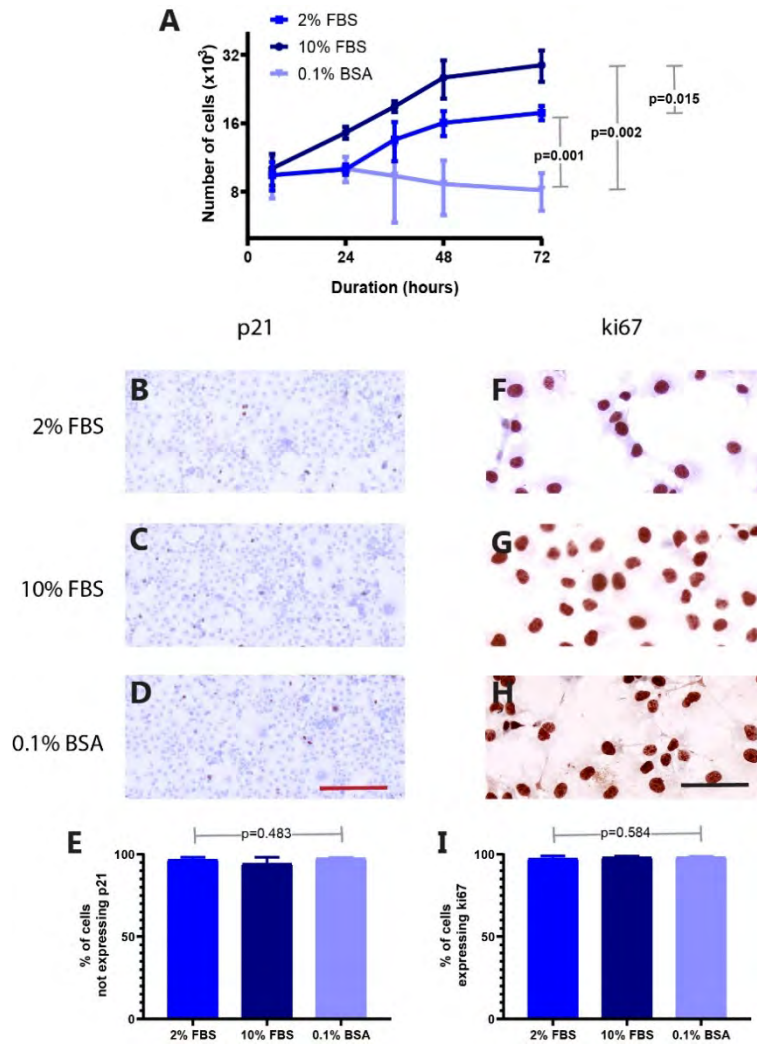 A
2% FBS
10% FBS
0.1% BSA
Number of cells (x10³)
32
16
8
0
24
48
72
Duration (hours)
p=0.001
p=0.002
p=0.015
p21
ki67
2% FBS
B
F
10% FBS
C
G
0.1% BSA
D
H
E
p=0.483
% of cells
not expressing p21
100
50
0
2% FBS
10% FBS
0.1% BSA
I
p=0.584
% of cells
expressing ki67
100
50
0
2% FBS
10% FBS
0.1% BSA